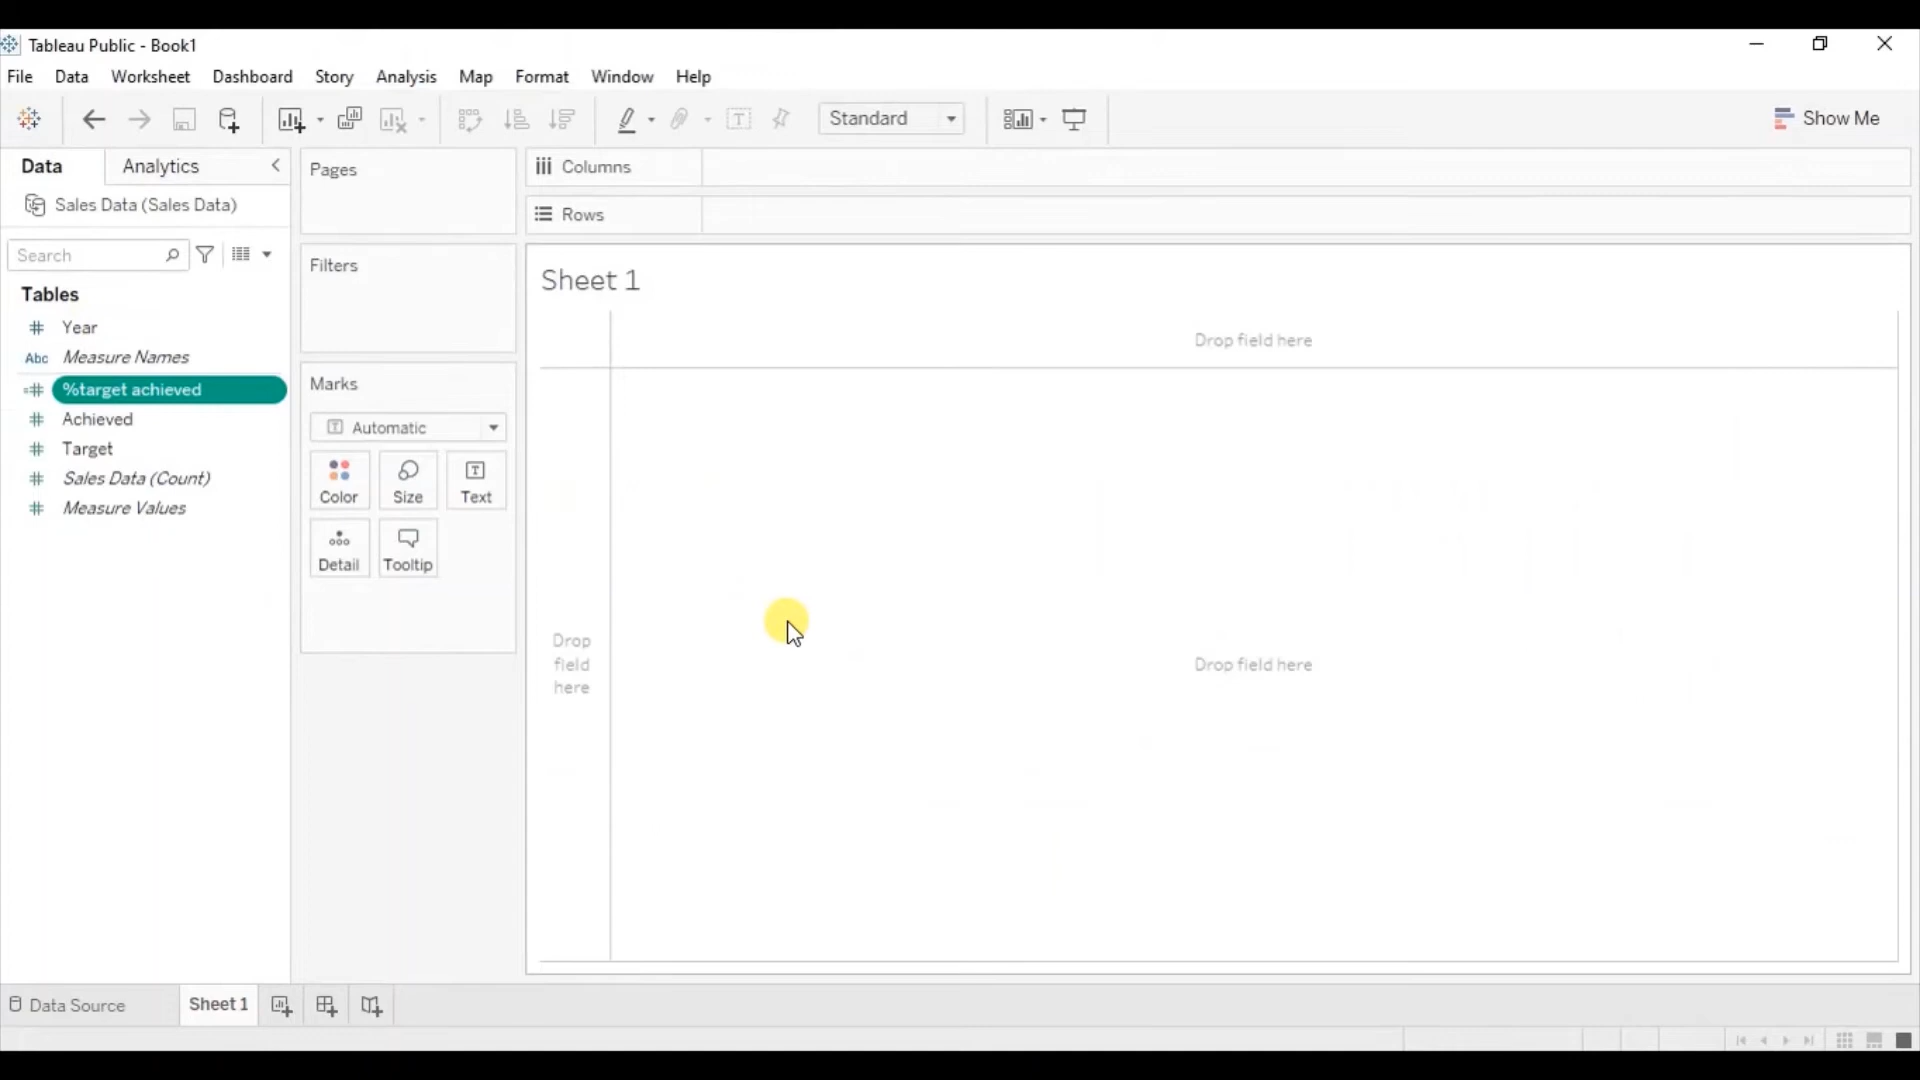 Tableau Public - Book1
File Data Worksheet Dashboard Story Analysis Map Format Window Help
Standard
Show Me
Data Analytics
Sales Data (Sales Data)
Search
Tables
# Year
Abc Measure Names
=# %target achieved
# Achieved
# Target
# Sales Data (Count)
# Measure Values
Pages
Filters
Marks
Automatic
Color Size Text
Detail Tooltip
Columns
Rows
Sheet 1
Drop field here
Drop
field
here
Drop field here
Data Source Sheet 1